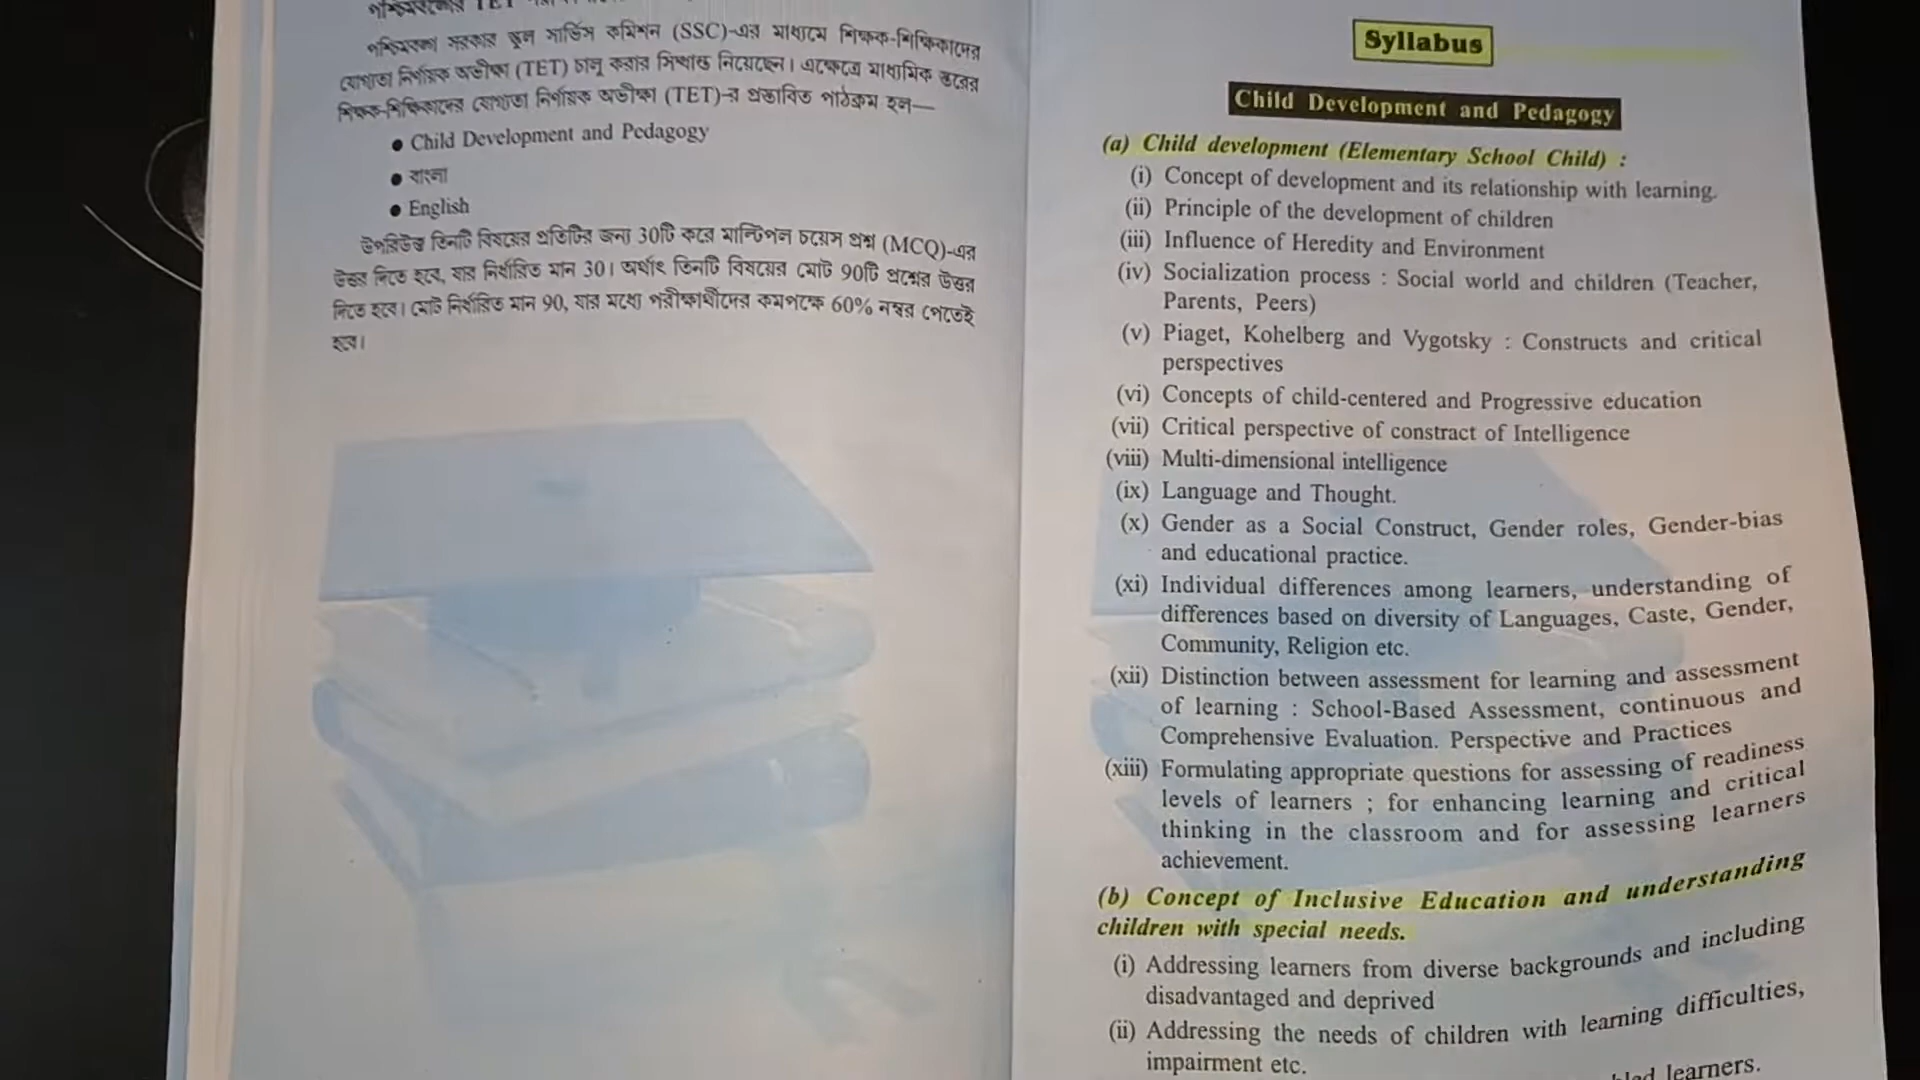 পশ্চিমবঙ্গের TET
পশ্চিমবঙ্গ সরকার স্কুল সার্ভিস কমিশন (SSC)-এর মাধ্যমে শিক্ষক-শিক্ষিকাদের
যোগ্যতা নির্ণায়ক অভীক্ষা (TET) চালু করার সিদ্ধান্ত নিয়েছেন। এক্ষেত্রে মাধ্যমিক স্তরের
শিক্ষক-শিক্ষিকাদের যোগ্যতা নির্ণায়ক অভীক্ষা (TET)-র প্রস্তাবিত পাঠক্রম হল—
● Child Development and Pedagogy
● বাংলা
● English
উপরিউক্ত তিনটি বিষয়ের প্রতিটির জন্য 30টি করে মাল্টিপল চয়েস প্রশ্ন (MCQ)-এর
উত্তর দিতে হবে, যার নির্ধারিত মান 30। অর্থাৎ তিনটি বিষয়ের মোট 90টি প্রশ্নের উত্তর
দিতে হবে। মোট নির্ধারিত মান 90, যার মধ্যে পরীক্ষার্থীদের কমপক্ষে 60% নম্বর পেতেই
হবে।
Syllabus
Child Development and Pedagogy
(a) Child development (Elementary School Child) :
(i) Concept of development and its relationship with learning.
(ii) Principle of the development of children
(iii) Influence of Heredity and Environment
(iv) Socialization process : Social world and children (Teacher,
Parents, Peers)
(v) Piaget, Kohelberg and Vygotsky : Constructs and critical
perspectives
(vi) Concepts of child-centered and Progressive education
(vii) Critical perspective of constract of Intelligence
(viii) Multi-dimensional intelligence
(ix) Language and Thought.
(x) Gender as a Social Construct, Gender roles, Gender-bias
and educational practice.
(xi) Individual differences among learners, understanding of
differences based on diversity of Languages, Caste, Gender,
Community, Religion etc.
(xii) Distinction between assessment for learning and assessment
of learning : School-Based Assessment, continuous and
Comprehensive Evaluation. Perspective and Practices
(xiii) Formulating appropriate questions for assessing of readiness
levels of learners ; for enhancing learning and critical
thinking in the classroom and for assessing learners
achievement.
(b) Concept of Inclusive Education and understanding
children with special needs.
(i) Addressing learners from diverse backgrounds and including
disadvantaged and deprived
(ii) Addressing the needs of children with learning difficulties,
impairment etc.
learners.